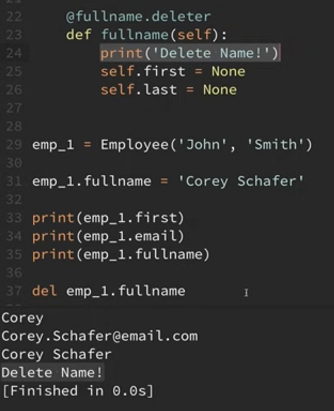 22 @fullname.deleter
23 def fullname(self):
24 print('Delete Name!')
25 self.first = None
26 self.last = None
27
28
29 emp_1 = Employee('John', 'Smith')
30
31 emp_1.fullname = 'Corey Schafer'
32
33 print(emp_1.first)
34 print(emp_1.email)
35 print(emp_1.fullname)
36
37 del emp_1.fullname
Corey
Corey.Schafer@email.com
Corey Schafer
Delete Name!
[Finished in 0.0s]